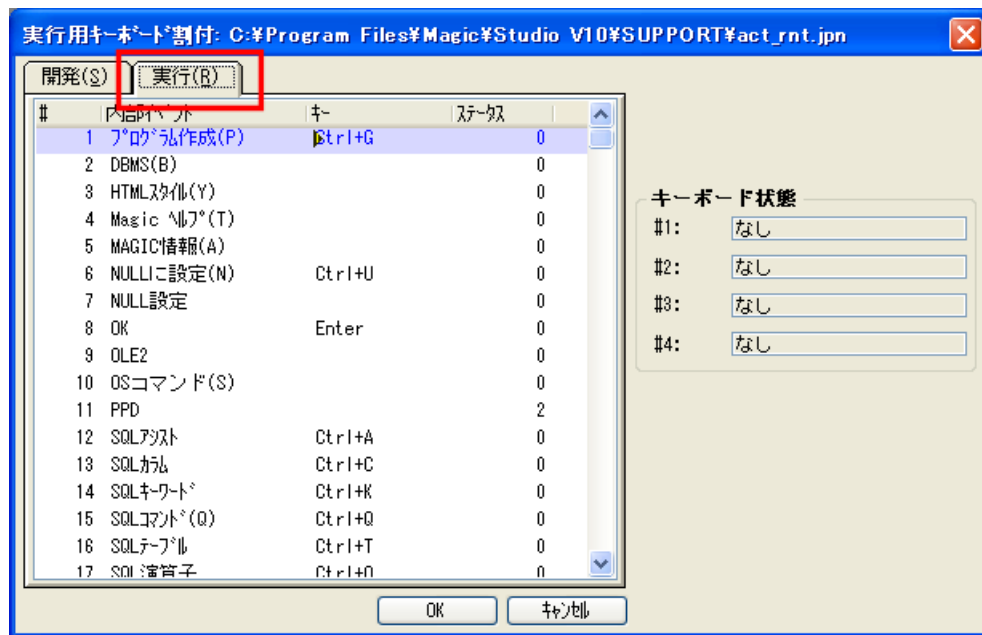 実行用ｷｰﾎﾞｰﾄﾞ割付: C:¥Program Files¥Magic¥Studio V10¥SUPPORT¥act_rnt.jpn
開発(S) 実行(R)
# 内部ｲﾍﾞﾝﾄ ｷｰ ｽﾃｰﾀｽ
1 ﾌﾟﾛｸﾞﾗﾑ作成(P) Ctrl+G 0
2 DBMS(B) 0
3 HTMLｽﾀｲﾙ(Y) 0
4 Magic ﾍﾙﾌﾟ(T) 0
5 MAGIC情報(A) 0
6 NULLに設定(N) Ctrl+U 0
7 NULL設定 0
8 OK Enter 0
9 OLE2 0
10 OSコマンド(S) 0
11 PPD 2
12 SQLｱｼｽﾄ Ctrl+A 0
13 SQLｶﾗﾑ Ctrl+C 0
14 SQLｷｰﾜｰﾄﾞ Ctrl+K 0
15 SQLｺﾏﾝﾄﾞ(Q) Ctrl+Q 0
16 SQLﾃｰﾌﾞﾙ Ctrl+T 0
17 SQL演算子 Ctrl+O 0
キーボード状態
#1: なし
#2: なし
#3: なし
#4: なし
OK ｷｬﾝｾﾙ